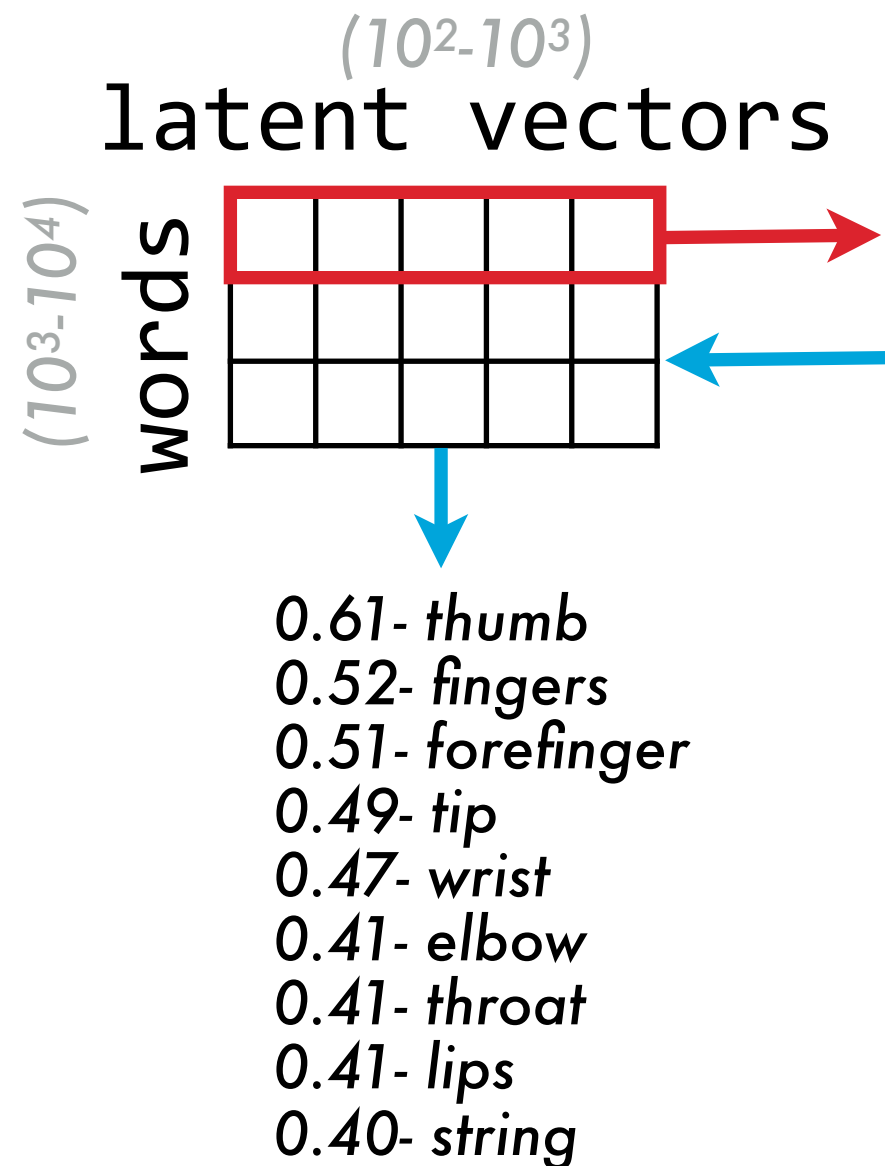 (10²-10³)
latent vectors
(10³-10⁴)
words
0.61- thumb
0.52- fingers
0.51- forefinger
0.49- tip
0.47- wrist
0.41- elbow
0.41- throat
0.41- lips
0.40- string